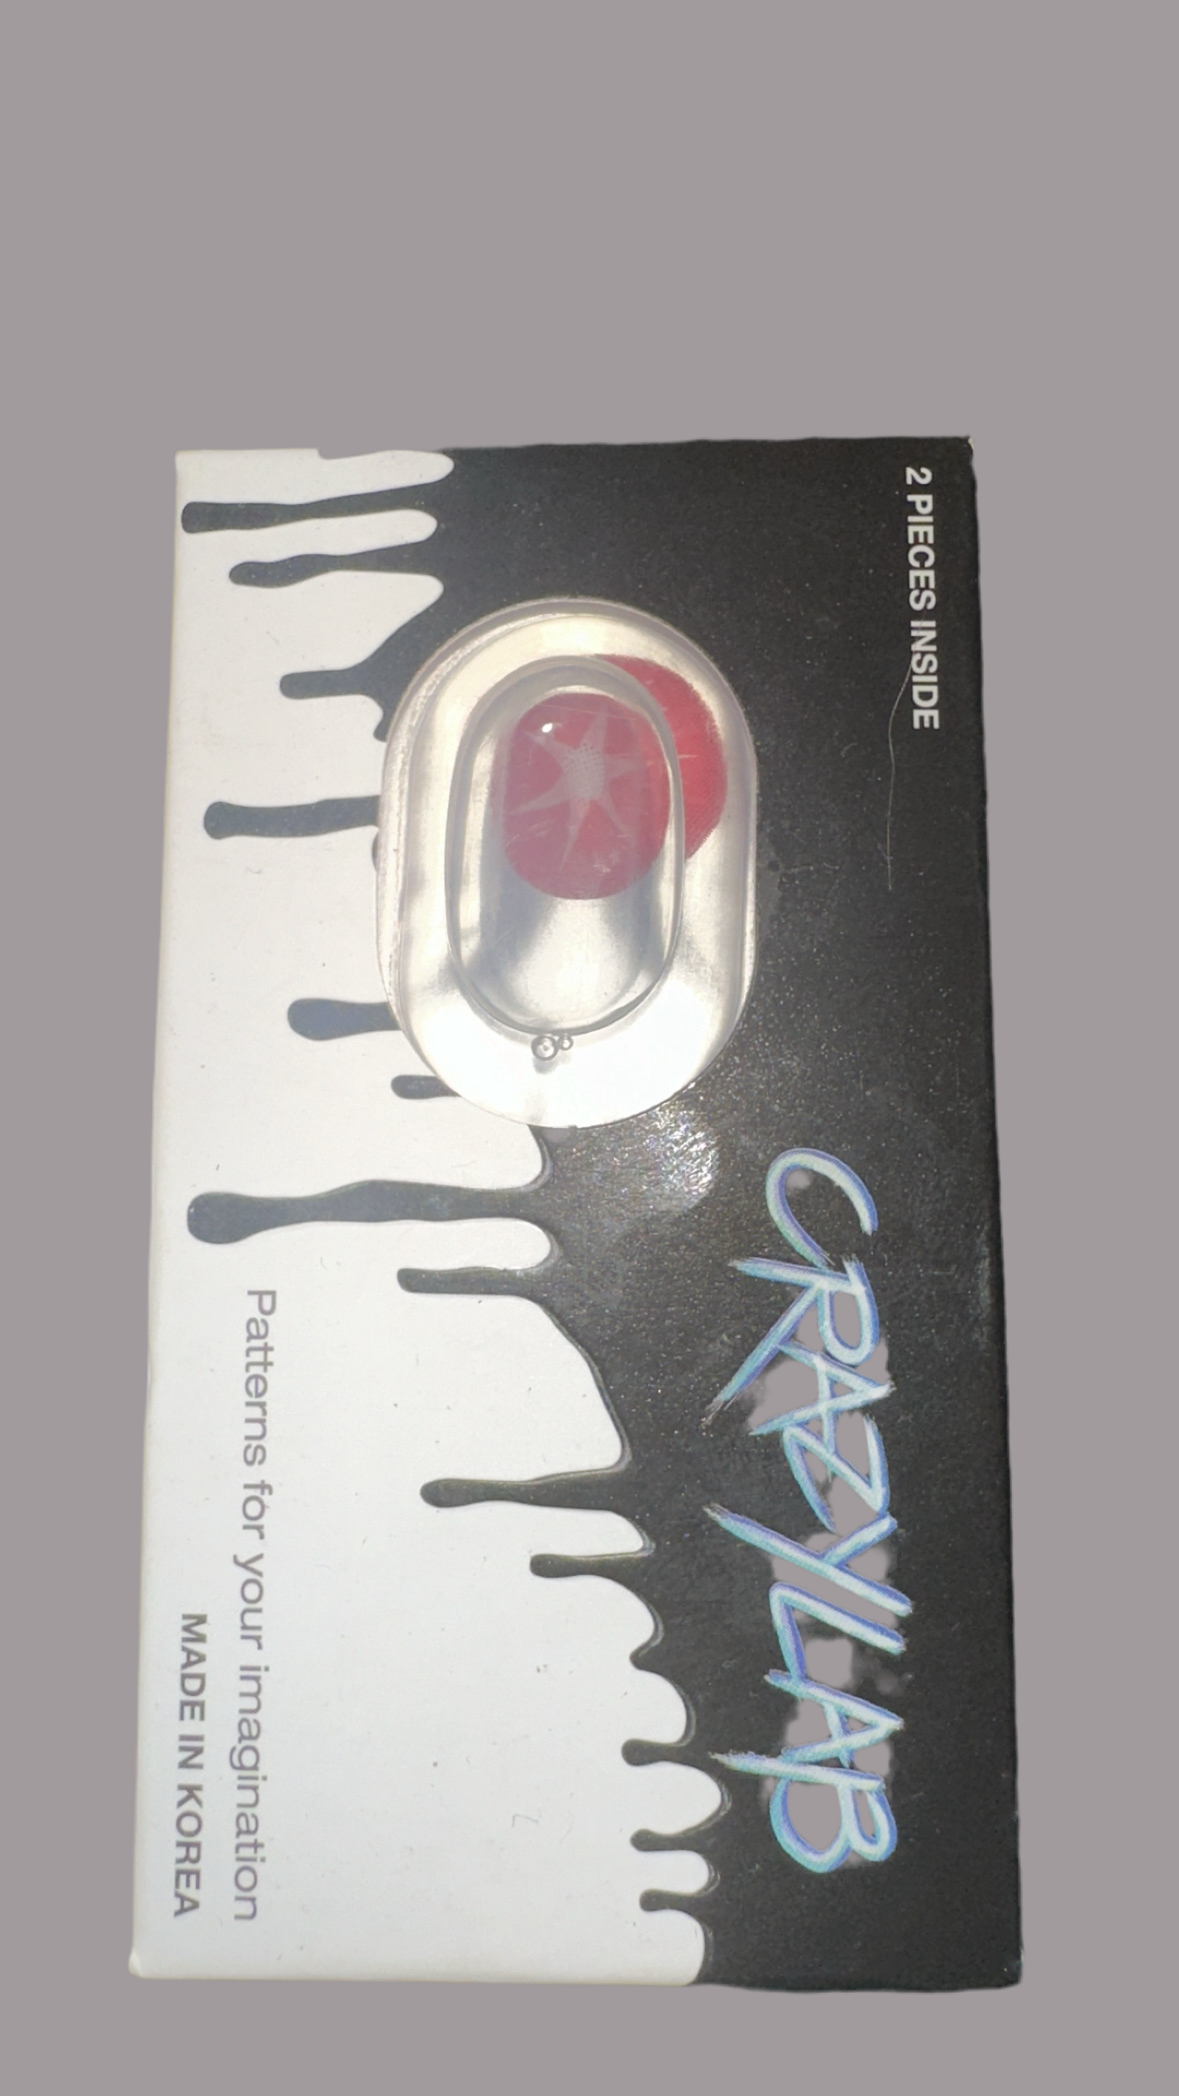 2 PIECES INSIDE
CRAZYLAB
Patterns for your imagination
MADE IN KOREA